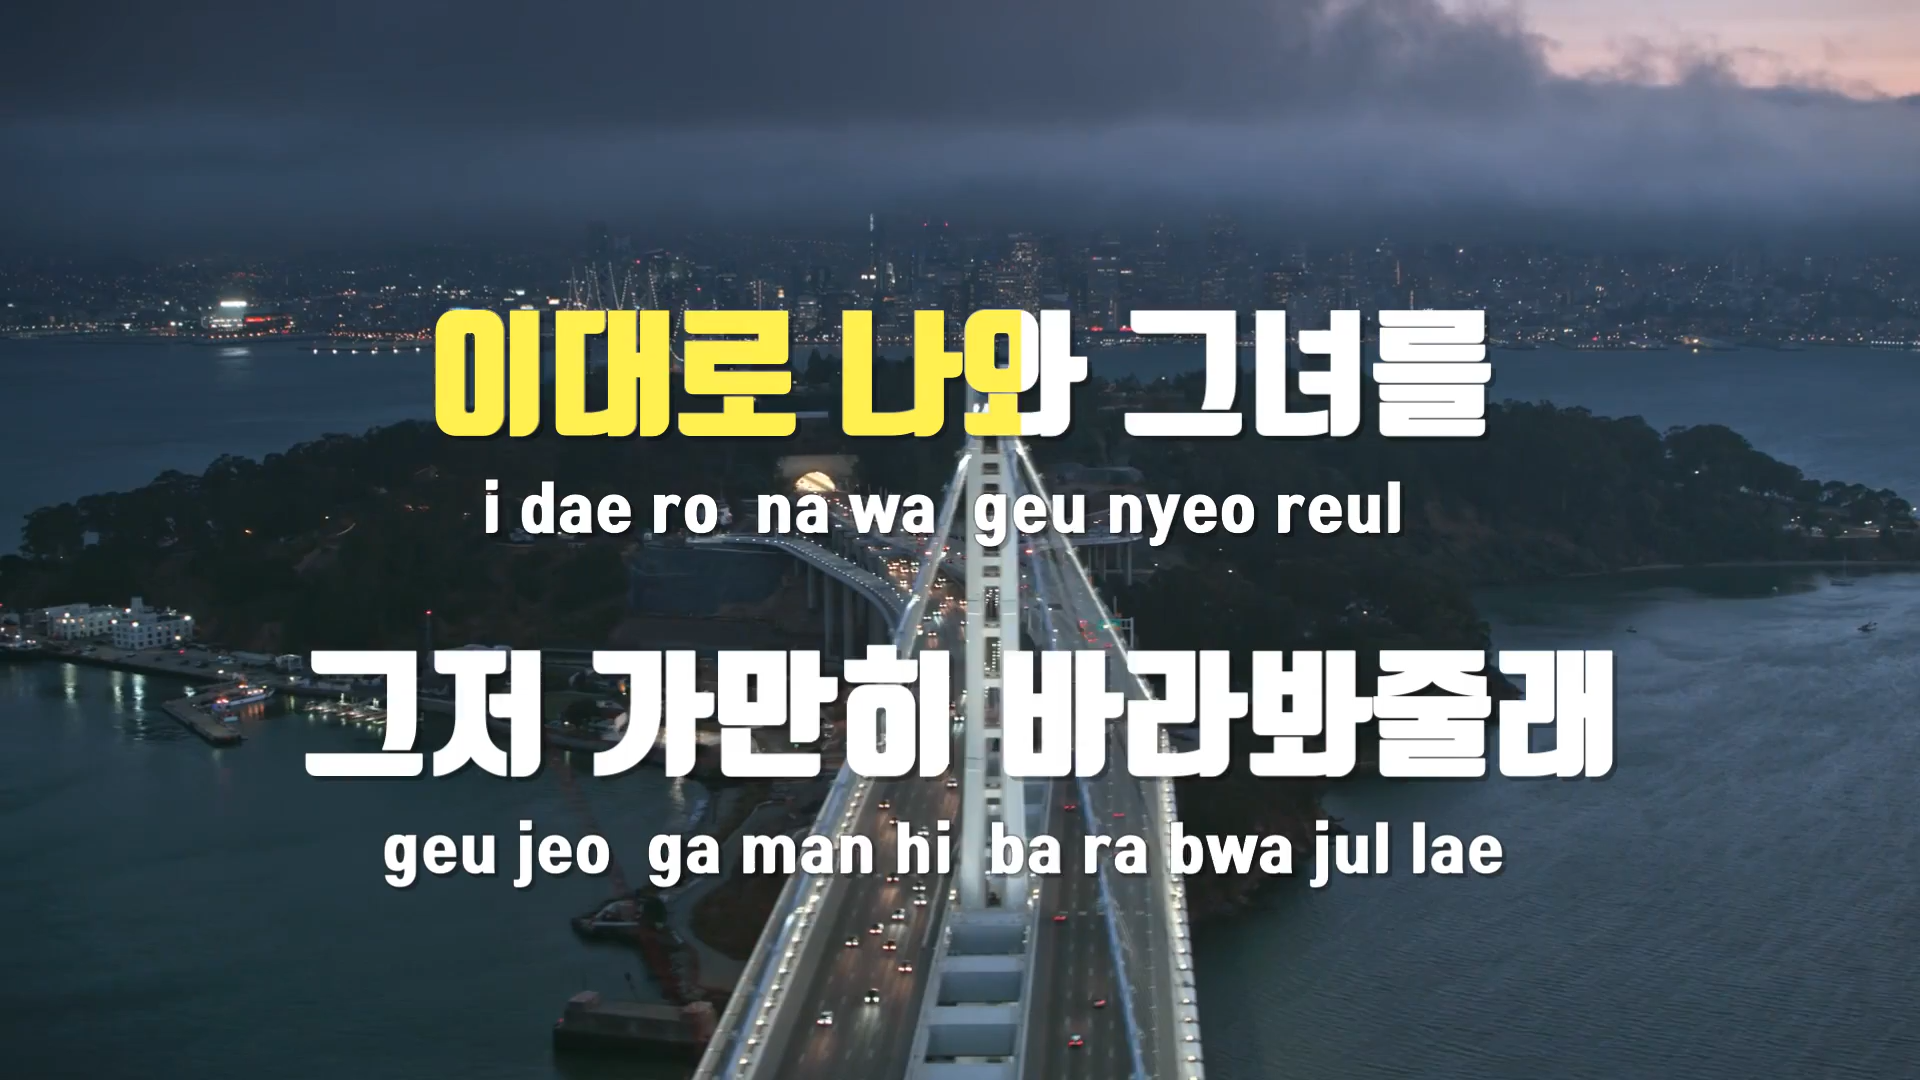 이대로 나와 그녀를
i dae ro na wa geu nyeo reul
그저 가만히 바라봐줄래
geu jeo ga man hi ba ra bwa jul lae